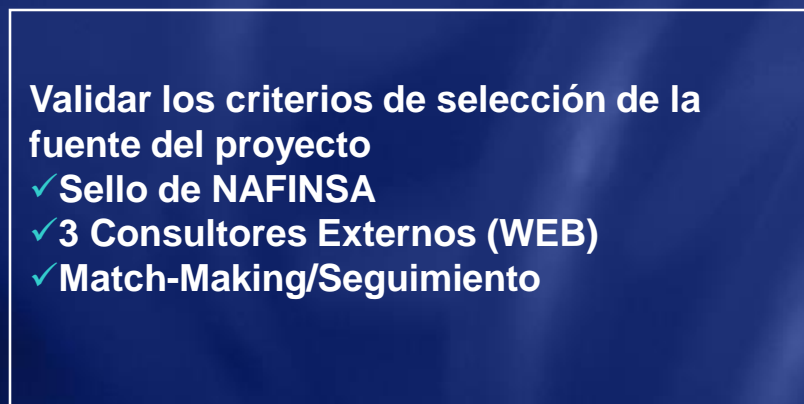 Validar los criterios de selección de la
fuente del proyecto
✓Sello de NAFINSA
✓3 Consultores Externos (WEB)
✓Match-Making/Seguimiento